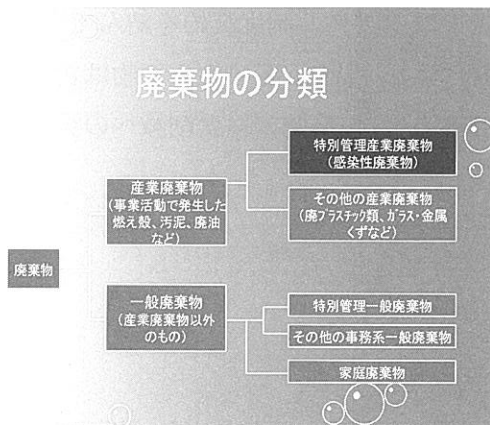 廃棄物の分類
廃棄物
産業廃棄物
(事業活動で発生した
燃え殻、汚泥、廃油
など)
特別管理産業廃棄物
(感染性廃棄物)
その他の産業廃棄物
(廃プラスチック類、ガラス・金属
くずなど)
一般廃棄物
(産業廃棄物以外
のもの)
特別管理一般廃棄物
その他の事務系一般廃棄物
家庭廃棄物